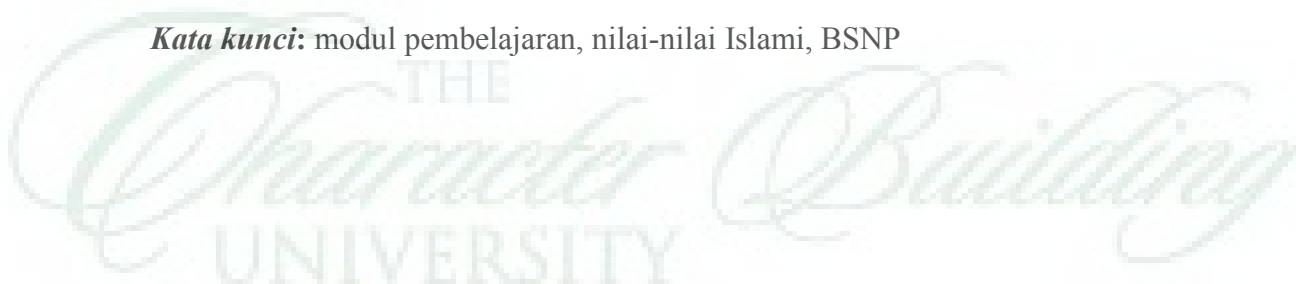 Kata kunci: modul pembelajaran, nilai-nilai Islami, BSNP
THE
Character Building
UNIVERSITY